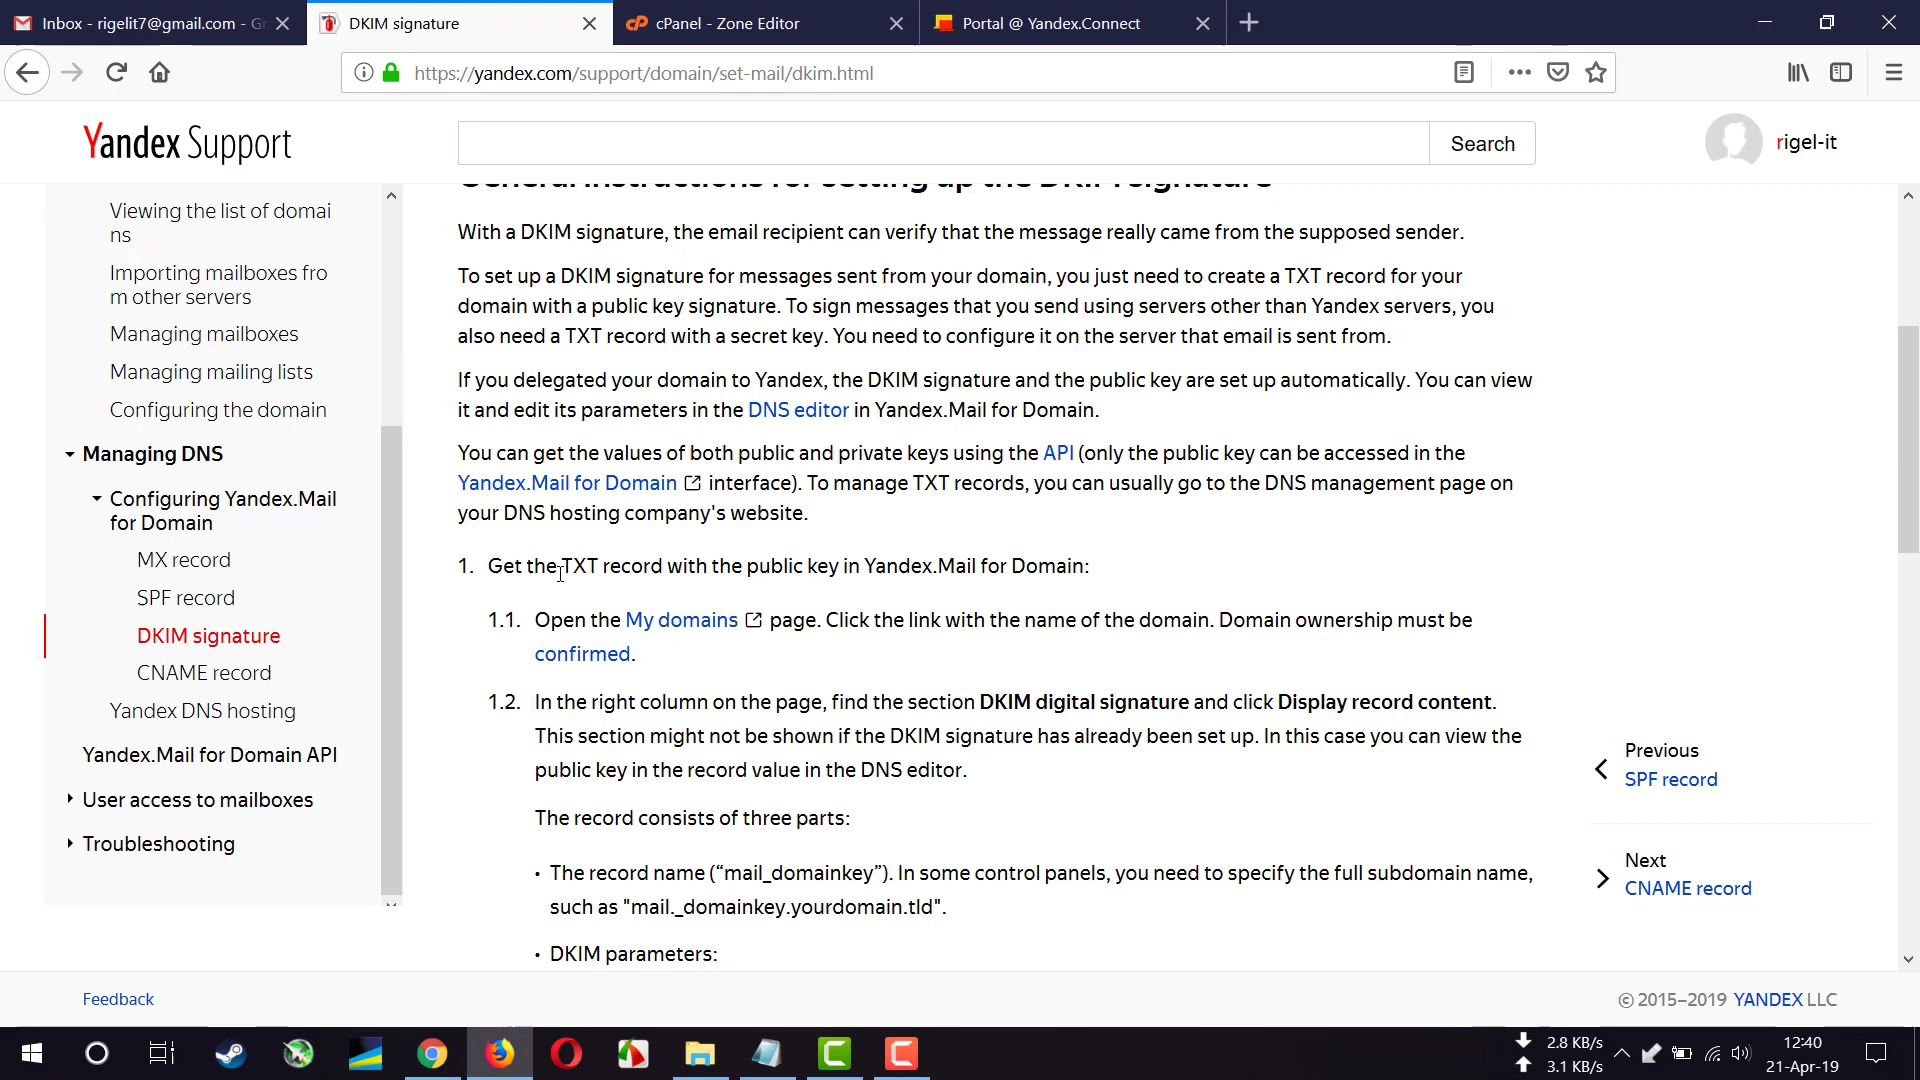 Inbox - rigelit7@gmail.com - G
DKIM signature
cPanel - Zone Editor
Portal @ Yandex.Connect
https://yandex.com/support/domain/set-mail/dkim.html
Yandex Support
Search
rigel-it
General instructions for setting up the DKIM signature
Viewing the list of domai
ns
Importing mailboxes fro
m other servers
Managing mailboxes
Managing mailing lists
Configuring the domain
Managing DNS
Configuring Yandex.Mail
for Domain
MX record
SPF record
DKIM signature
CNAME record
Yandex DNS hosting
Yandex.Mail for Domain API
User access to mailboxes
Troubleshooting
With a DKIM signature, the email recipient can verify that the message really came from the supposed sender.
To set up a DKIM signature for messages sent from your domain, you just need to create a TXT record for your
domain with a public key signature. To sign messages that you send using servers other than Yandex servers, you
also need a TXT record with a secret key. You need to configure it on the server that email is sent from.
If you delegated your domain to Yandex, the DKIM signature and the public key are set up automatically. You can view
it and edit its parameters in the DNS editor in Yandex.Mail for Domain.
You can get the values of both public and private keys using the API (only the public key can be accessed in the
Yandex.Mail for Domain interface). To manage TXT records, you can usually go to the DNS management page on
your DNS hosting company's website.
1. Get the TXT record with the public key in Yandex.Mail for Domain:
1.1. Open the My domains page. Click the link with the name of the domain. Domain ownership must be
confirmed.
1.2. In the right column on the page, find the section DKIM digital signature and click Display record content.
This section might not be shown if the DKIM signature has already been set up. In this case you can view the
public key in the record value in the DNS editor.
The record consists of three parts:
• The record name (“mail_domainkey”). In some control panels, you need to specify the full subdomain name,
such as "mail._domainkey.yourdomain.tld".
• DKIM parameters:
Previous
SPF record
Next
CNAME record
Feedback
© 2015–2019 YANDEX LLC
2.8 KB/s
3.1 KB/s
12:40
21-Apr-19